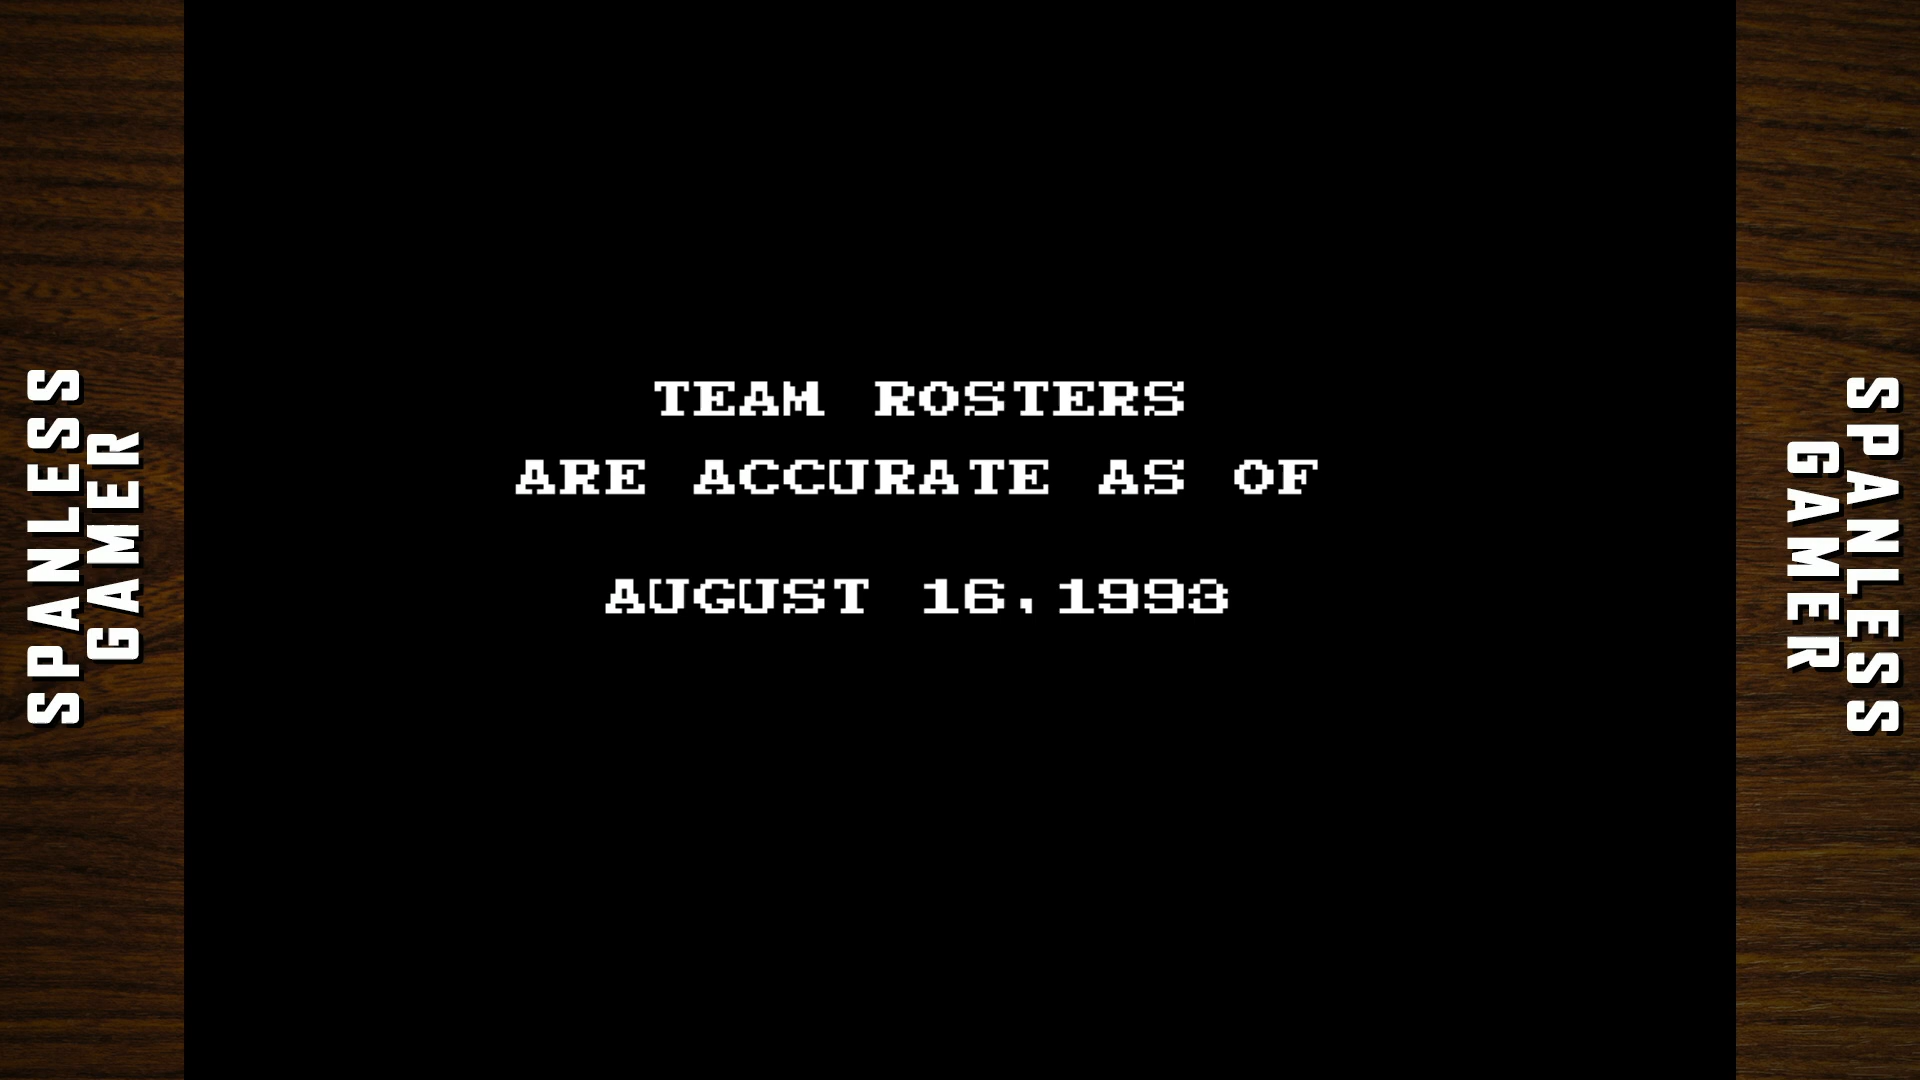 SPANLESS
GAMER
TEAM ROSTERS
ARE ACCURATE AS OF
AUGUST 16,1993
SPANLESS
GAMER